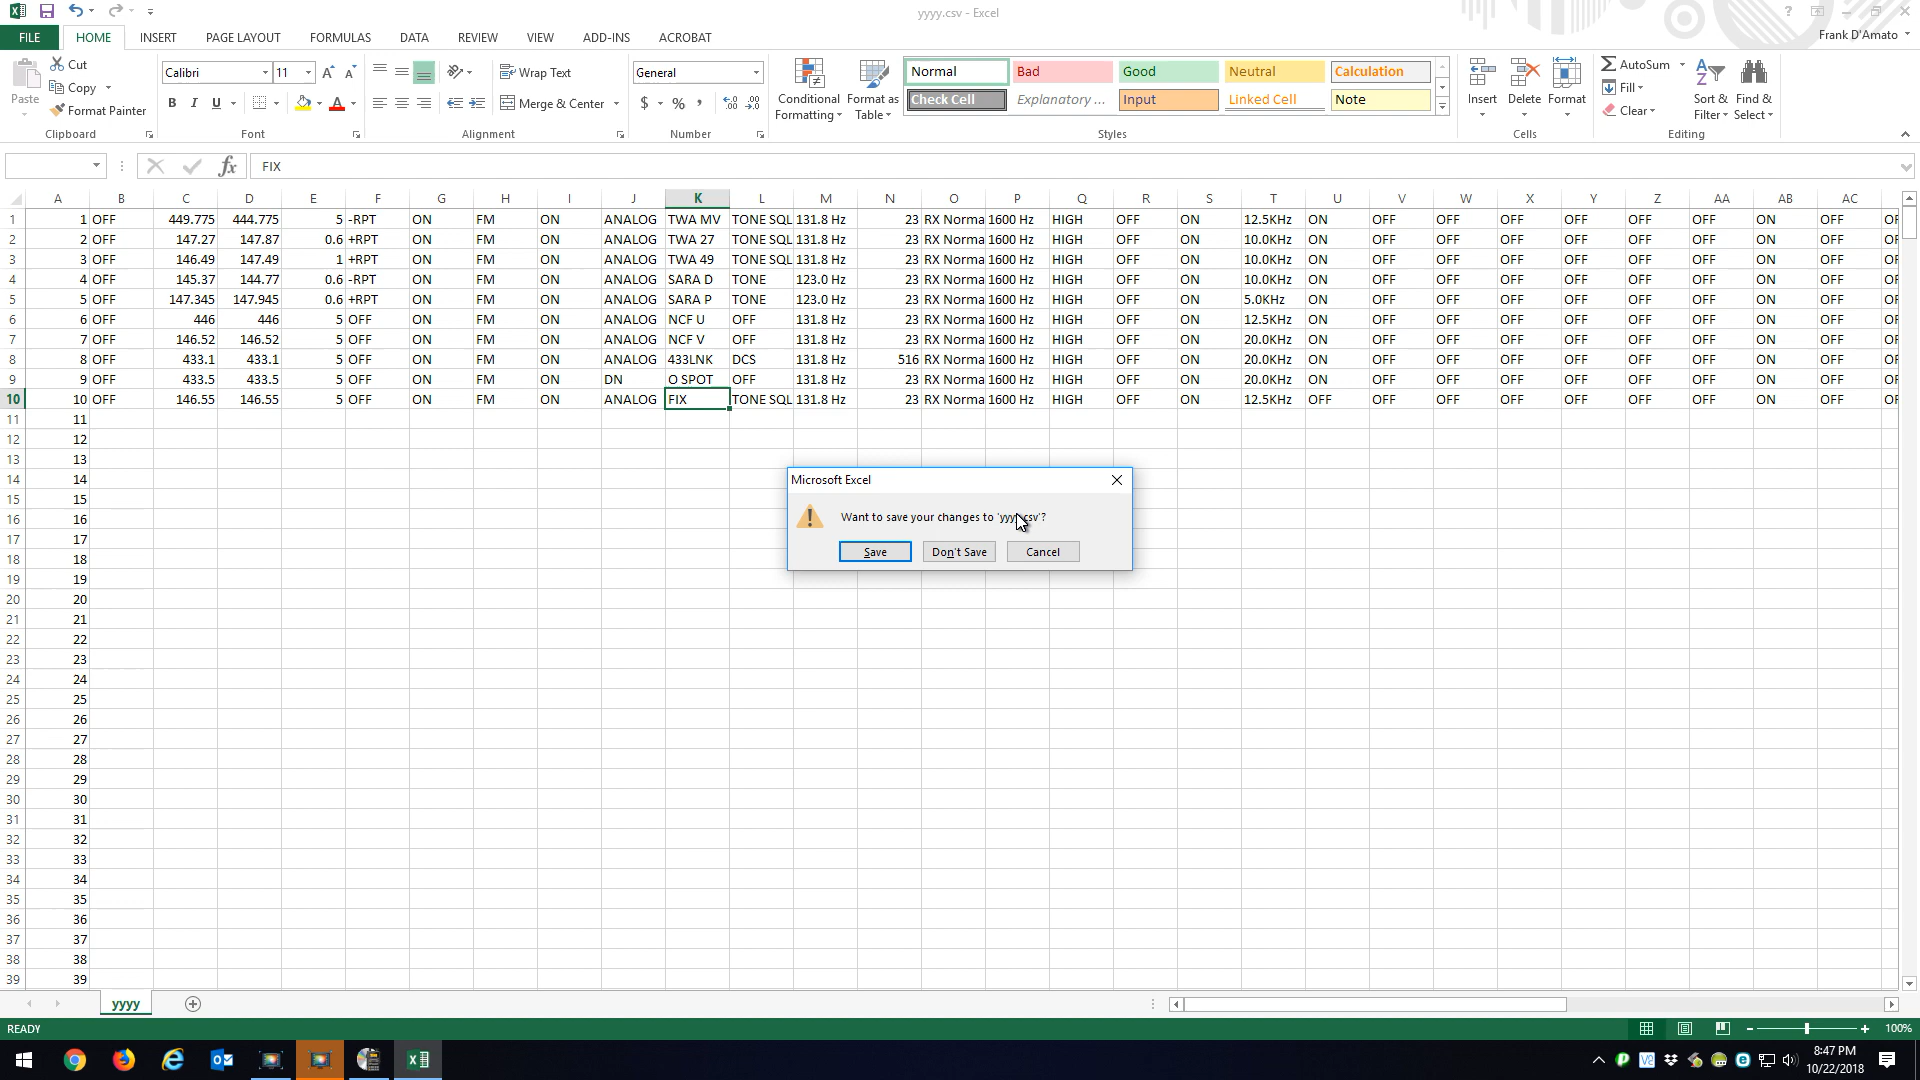 yyyy.csv - Excel
FILE HOME INSERT PAGE LAYOUT FORMULAS DATA REVIEW VIEW ADD-INS ACROBAT Frank D'Amato
Cut
Copy
Format Painter
Paste
Clipboard
Calibri 11
B I U
Font
Wrap Text
Merge & Center
Alignment
General
$ % ,
Number
Conditional Formatting
Format as Table
Normal Bad Good Neutral Calculation
Check Cell Explanatory ... Input Linked Cell Note
Styles
Insert Delete Format
Cells
AutoSum
Fill
Clear
Sort & Filter
Find & Select
Editing
fx FIX
A B C D E F G H I J K L M N O P Q R S T U V W X Y Z AA AB AC
1 1 OFF 449.775 444.775 5 -RPT ON FM ON ANALOG TWA MV TONE SQL 131.8 Hz 23 RX Norma 1600 Hz HIGH OFF ON 12.5KHz ON OFF OFF OFF OFF OFF OFF ON OFF
2 2 OFF 147.27 147.87 0.6 +RPT ON FM ON ANALOG TWA 27 TONE SQL 131.8 Hz 23 RX Norma 1600 Hz HIGH OFF ON 10.0KHz ON OFF OFF OFF OFF OFF OFF ON OFF
3 3 OFF 146.49 147.49 1 +RPT ON FM ON ANALOG TWA 49 TONE SQL 131.8 Hz 23 RX Norma 1600 Hz HIGH OFF ON 10.0KHz ON OFF OFF OFF OFF OFF OFF ON OFF
4 4 OFF 145.37 144.77 0.6 -RPT ON FM ON ANALOG SARA D TONE 123.0 Hz 23 RX Norma 1600 Hz HIGH OFF ON 10.0KHz ON OFF OFF OFF OFF OFF OFF ON OFF
5 5 OFF 147.345 147.945 0.6 +RPT ON FM ON ANALOG SARA P TONE 123.0 Hz 23 RX Norma 1600 Hz HIGH OFF ON 5.0KHz ON OFF OFF OFF OFF OFF OFF ON OFF
6 6 OFF 446 446 5 OFF ON FM ON ANALOG NCF U OFF 131.8 Hz 23 RX Norma 1600 Hz HIGH OFF ON 12.5KHz ON OFF OFF OFF OFF OFF OFF ON OFF
7 7 OFF 146.52 146.52 5 OFF ON FM ON ANALOG NCF V OFF 131.8 Hz 23 RX Norma 1600 Hz HIGH OFF ON 20.0KHz ON OFF OFF OFF OFF OFF OFF ON OFF
8 8 OFF 433.1 433.1 5 OFF ON FM ON ANALOG 433LNK DCS 131.8 Hz 516 RX Norma 1600 Hz HIGH OFF ON 20.0KHz ON OFF OFF OFF OFF OFF OFF ON OFF
9 9 OFF 433.5 433.5 5 OFF ON FM ON DN O SPOT OFF 131.8 Hz 23 RX Norma 1600 Hz HIGH OFF ON 20.0KHz ON OFF OFF OFF OFF OFF OFF ON OFF
10 10 OFF 146.55 146.55 5 OFF ON FM ON ANALOG FIX TONE SQL 131.8 Hz 23 RX Norma 1600 Hz HIGH OFF ON 12.5KHz OFF OFF OFF OFF OFF OFF OFF ON OFF
11 11
12 12
13 13
14 14
15 15
16 16
17 17
18 18
19 19
20 20
21 21
22 22
23 23
24 24
25 25
26 26
27 27
28 28
29 29
30 30
31 31
32 32
33 33
34 34
35 35
36 36
37 37
38 38
39 39
Microsoft Excel
Want to save your changes to 'yyyy.csv'?
Save Don't Save Cancel
yyyy
READY 100%
8:47 PM
10/22/2018